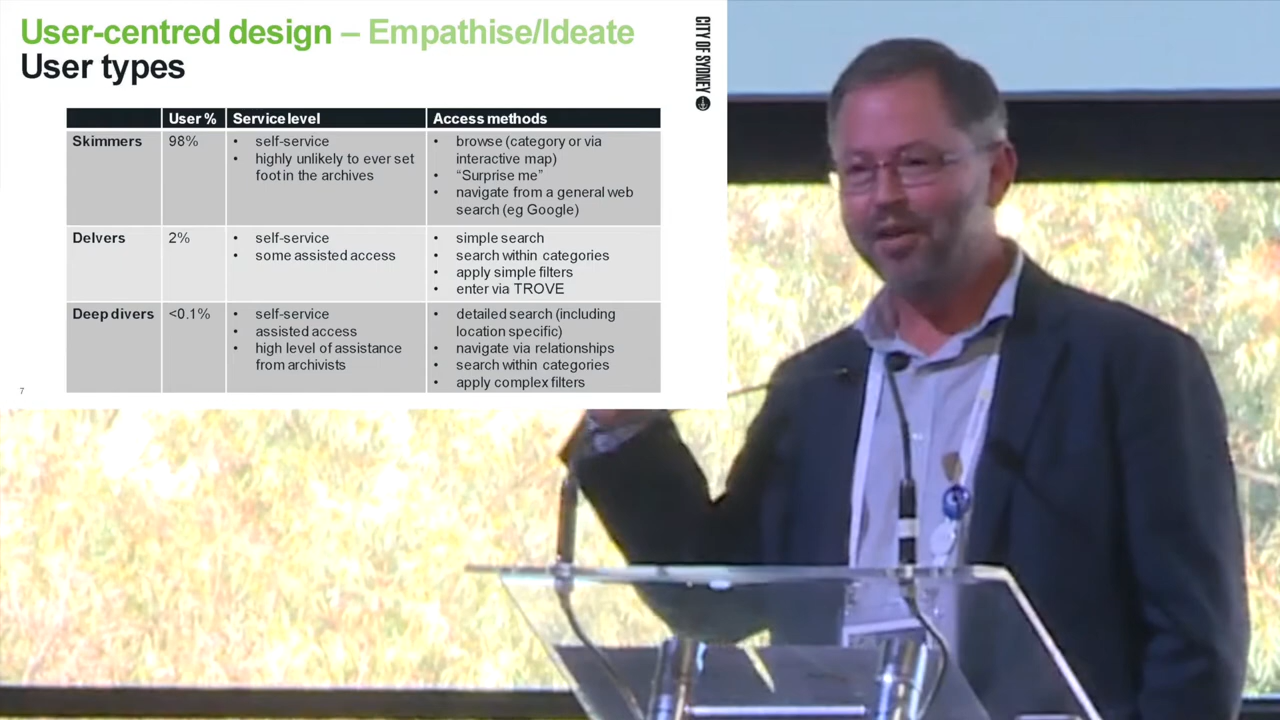 User-centred design – Empathise/Ideate
User types
CITY OF SYDNEY
User % Service level Access methods
Skimmers 98%
• self-service
• highly unlikely to ever set
foot in the archives
• browse (category or via
interactive map)
• “Surprise me”
• navigate from a general web
search (eg Google)
Delvers 2%
• self-service
• some assisted access
• simple search
• search within categories
• apply simple filters
• enter via TROVE
Deep divers <0.1%
• self-service
• assisted access
• high level of assistance
from archivists
• detailed search (including
location specific)
• navigate via relationships
• search within categories
• apply complex filters
7